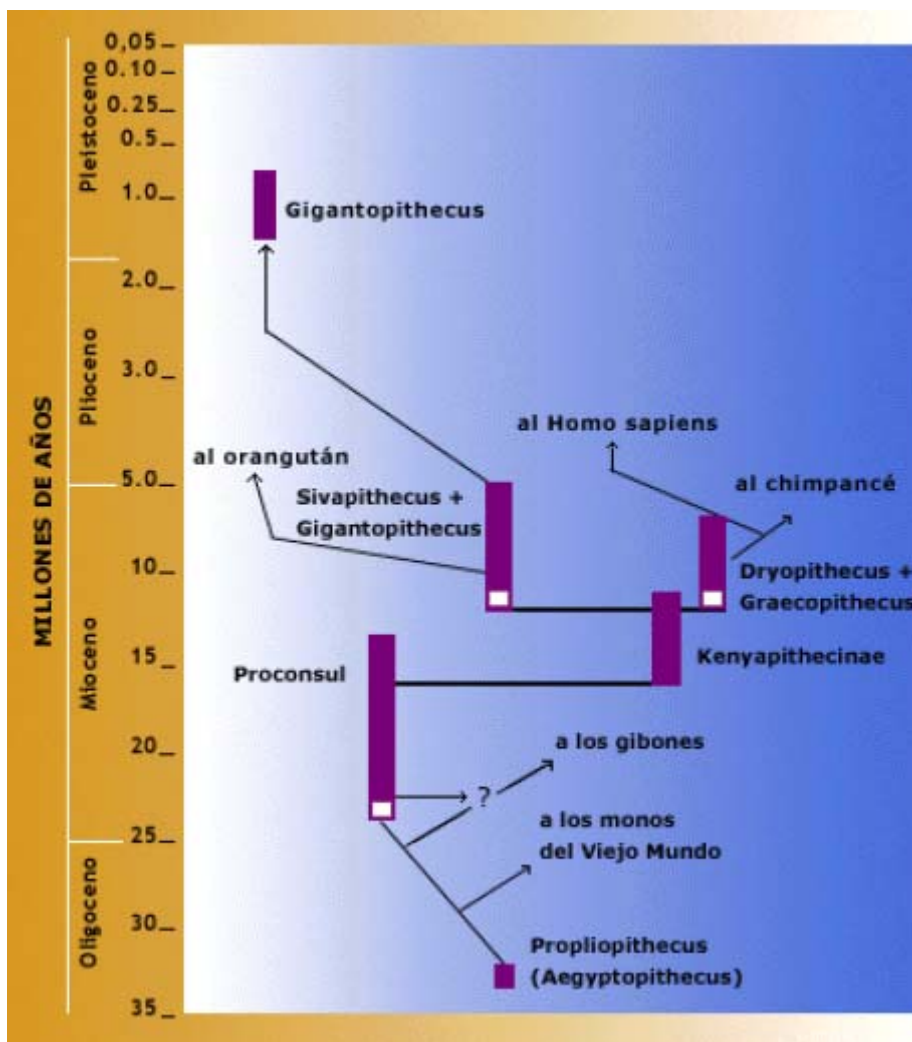 MILLONES DE AÑOS
Pleistoceno
Plioceno
Mioceno
Oligoceno
0,05
0.10
0.25
0.5
1.0
2.0
3.0
5.0
10
15
20
25
30
35
Gigantopithecus
al Homo sapiens
al orangután
al chimpancé
Sivapithecus +
Gigantopithecus
Dryopithecus +
Graecopithecus
Kenyapithecinae
Proconsul
a los gibones
?
a los monos
del Viejo Mundo
Propliopithecus
(Aegyptopithecus)